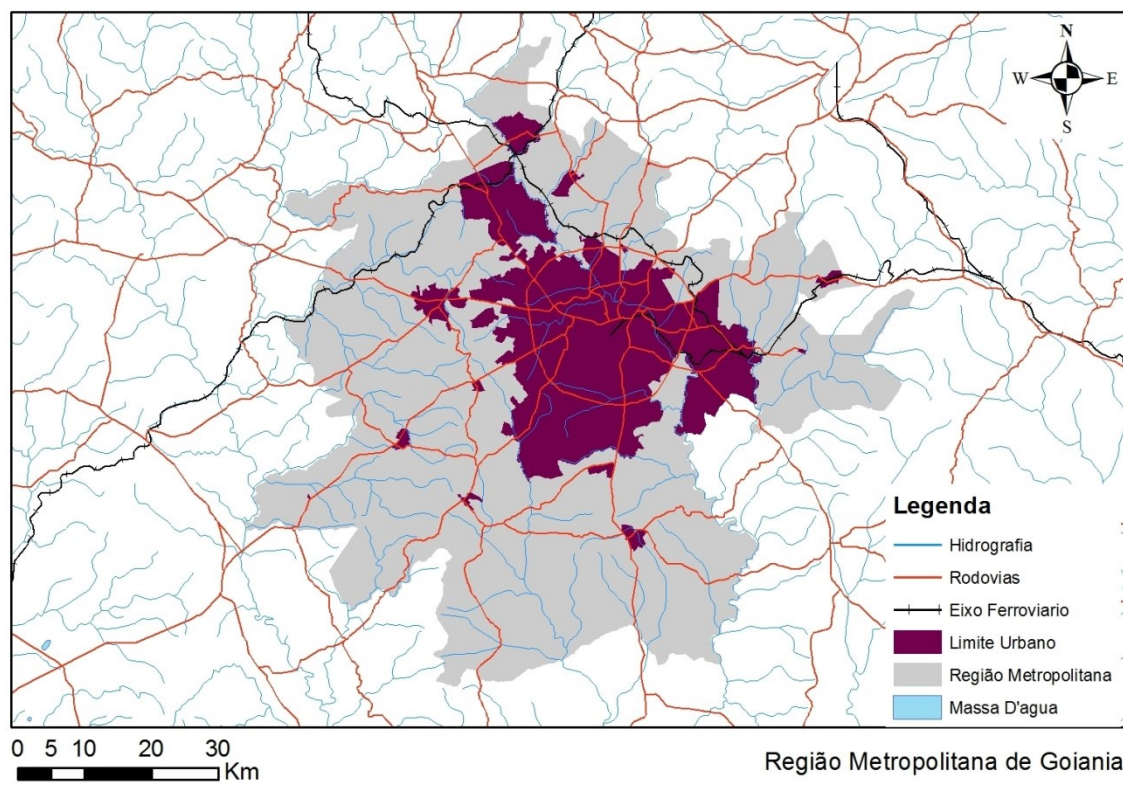 N
W E
S
Legenda
Hidrografia
Rodovias
Eixo Ferroviario
Limite Urbano
Região Metropolitana
Massa D'agua
0 5 10 20 30
Km
Região Metropolitana de Goiania